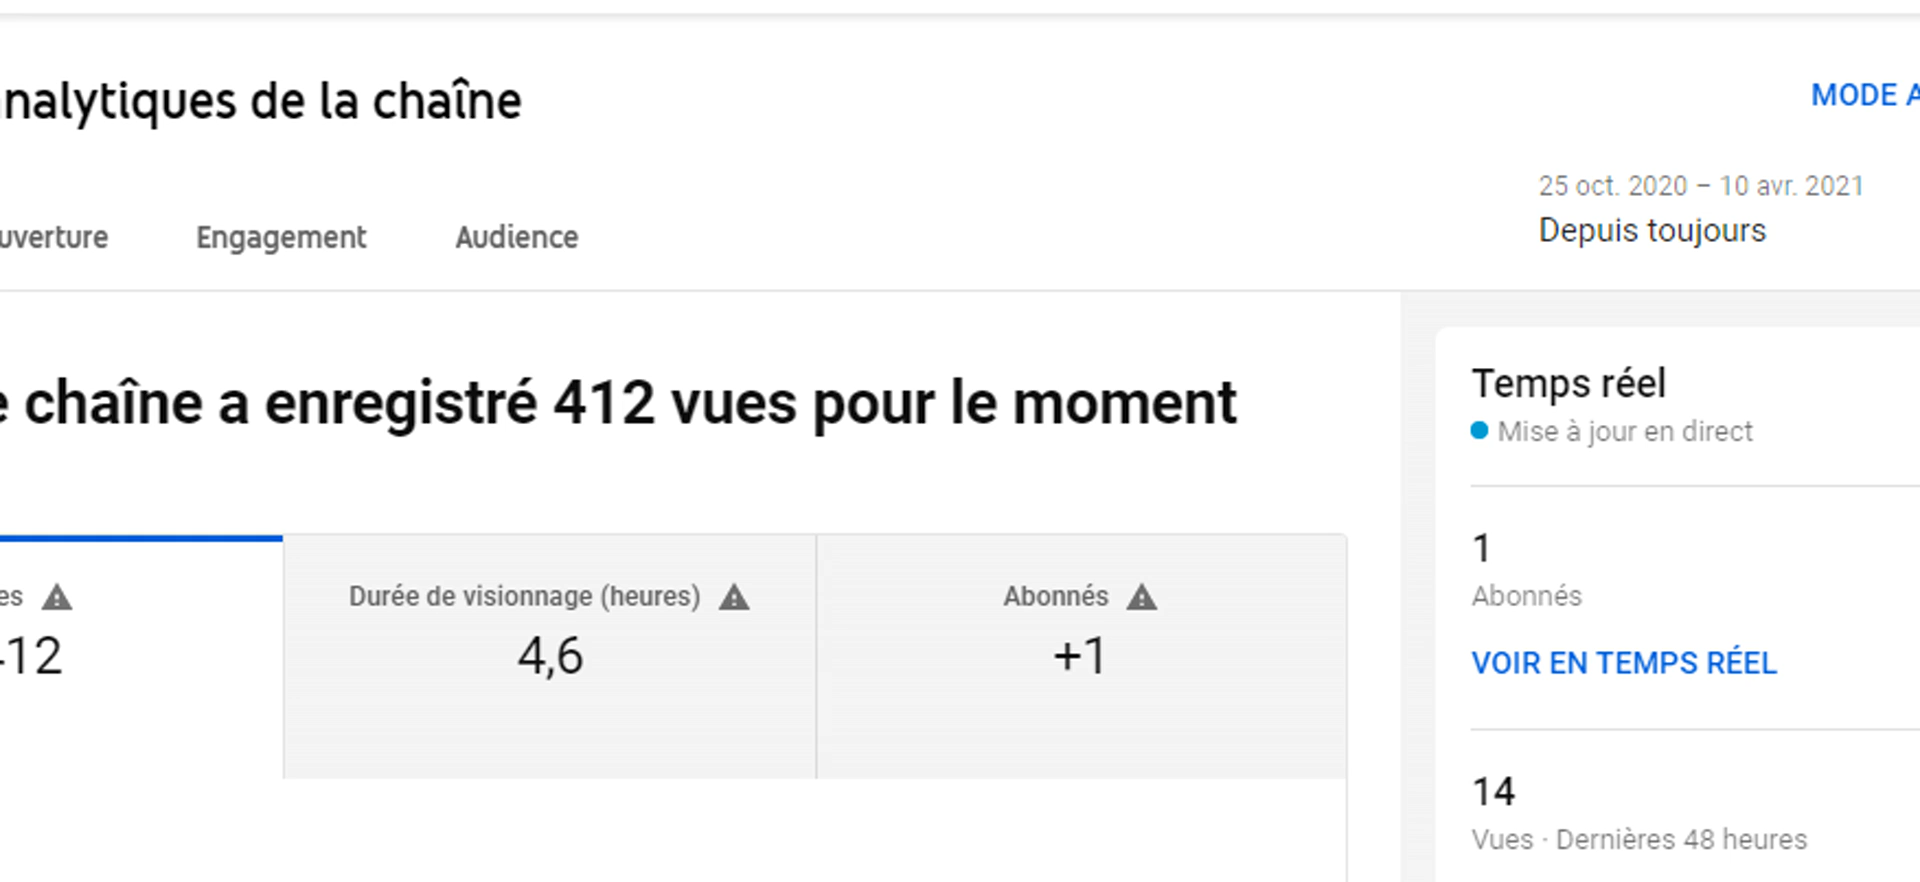 analytiques de la chaîne
MODE A
25 oct. 2020 – 10 avr. 2021
Depuis toujours
uverture
Engagement
Audience
e chaîne a enregistré 412 vues pour le moment
es
412
Durée de visionnage (heures)
4,6
Abonnés
+1
Temps réel
Mise à jour en direct
1
Abonnés
VOIR EN TEMPS RÉEL
14
Vues · Dernières 48 heures